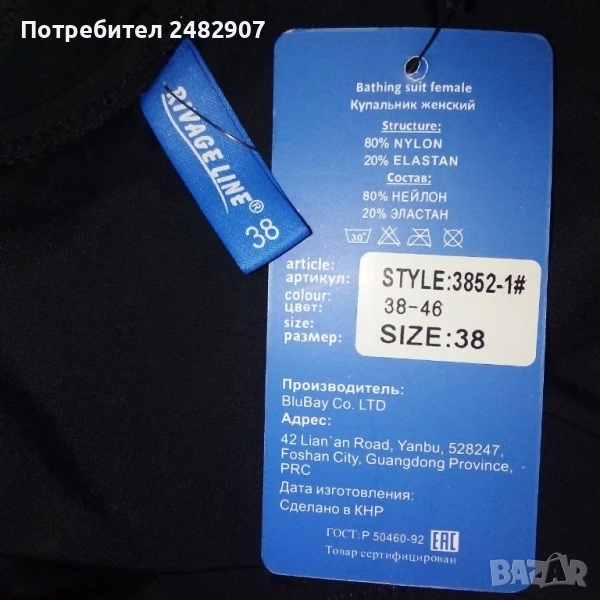 Потребител 2482907
RIVAGE LINE®
38
Bathing suit female
Купальник женский
Structure:
80% NYLON
20% ELASTAN
Состав:
80% НЕЙЛОН
20% ЭЛАСТАН
30°
article:
артикул:
STYLE:3852-1#
colour:
цвет:
38-46
size:
размер:
SIZE:38
Производитель:
BluBay Co. LTD
Адрес:
42 Lian`an Road, Yanbu, 528247,
Foshan City, Guangdong Province,
PRC
Дата изготовления:
Сделано в КНР
ГОСТ:Р 50460-92 EAC
Товар сертифицирован
BAZAR